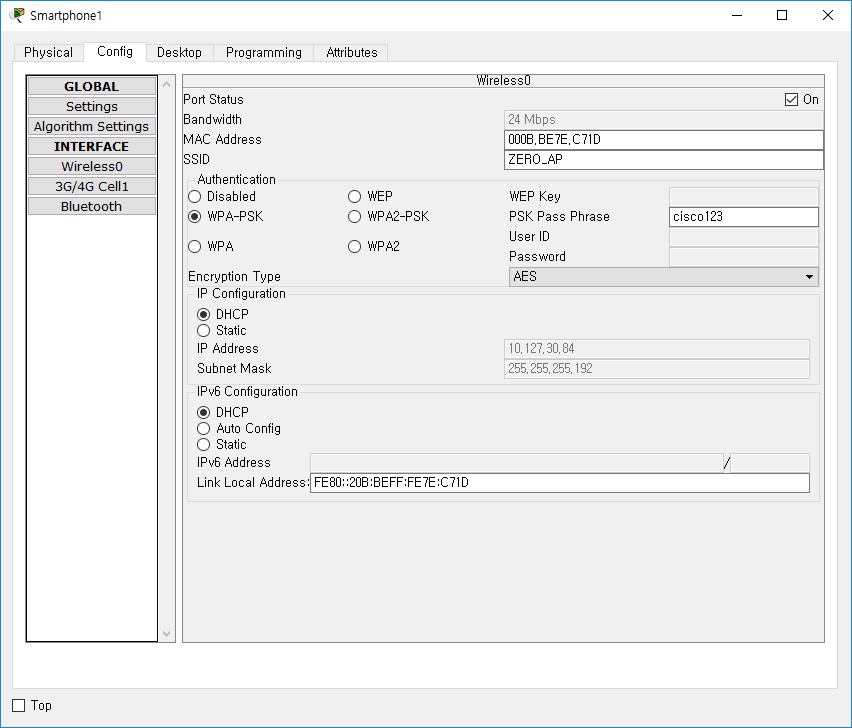 Smartphone1
Physical Config Desktop Programming Attributes
GLOBAL
Settings
Algorithm Settings
INTERFACE
Wireless0
3G/4G Cell1
Bluetooth
Wireless0
Port Status On
Bandwidth 24 Mbps
MAC Address 000B.BE7E.C71D
SSID ZERO_AP
Authentication
Disabled WEP WEP Key
WPA-PSK WPA2-PSK PSK Pass Phrase cisco123
User ID
WPA WPA2
Password
Encryption Type AES
IP Configuration
DHCP
Static
IP Address 10.127.30.84
Subnet Mask 255.255.255.192
IPv6 Configuration
DHCP
Auto Config
Static
IPv6 Address /
Link Local Address: FE80::20B:BEFF:FE7E:C71D
Top